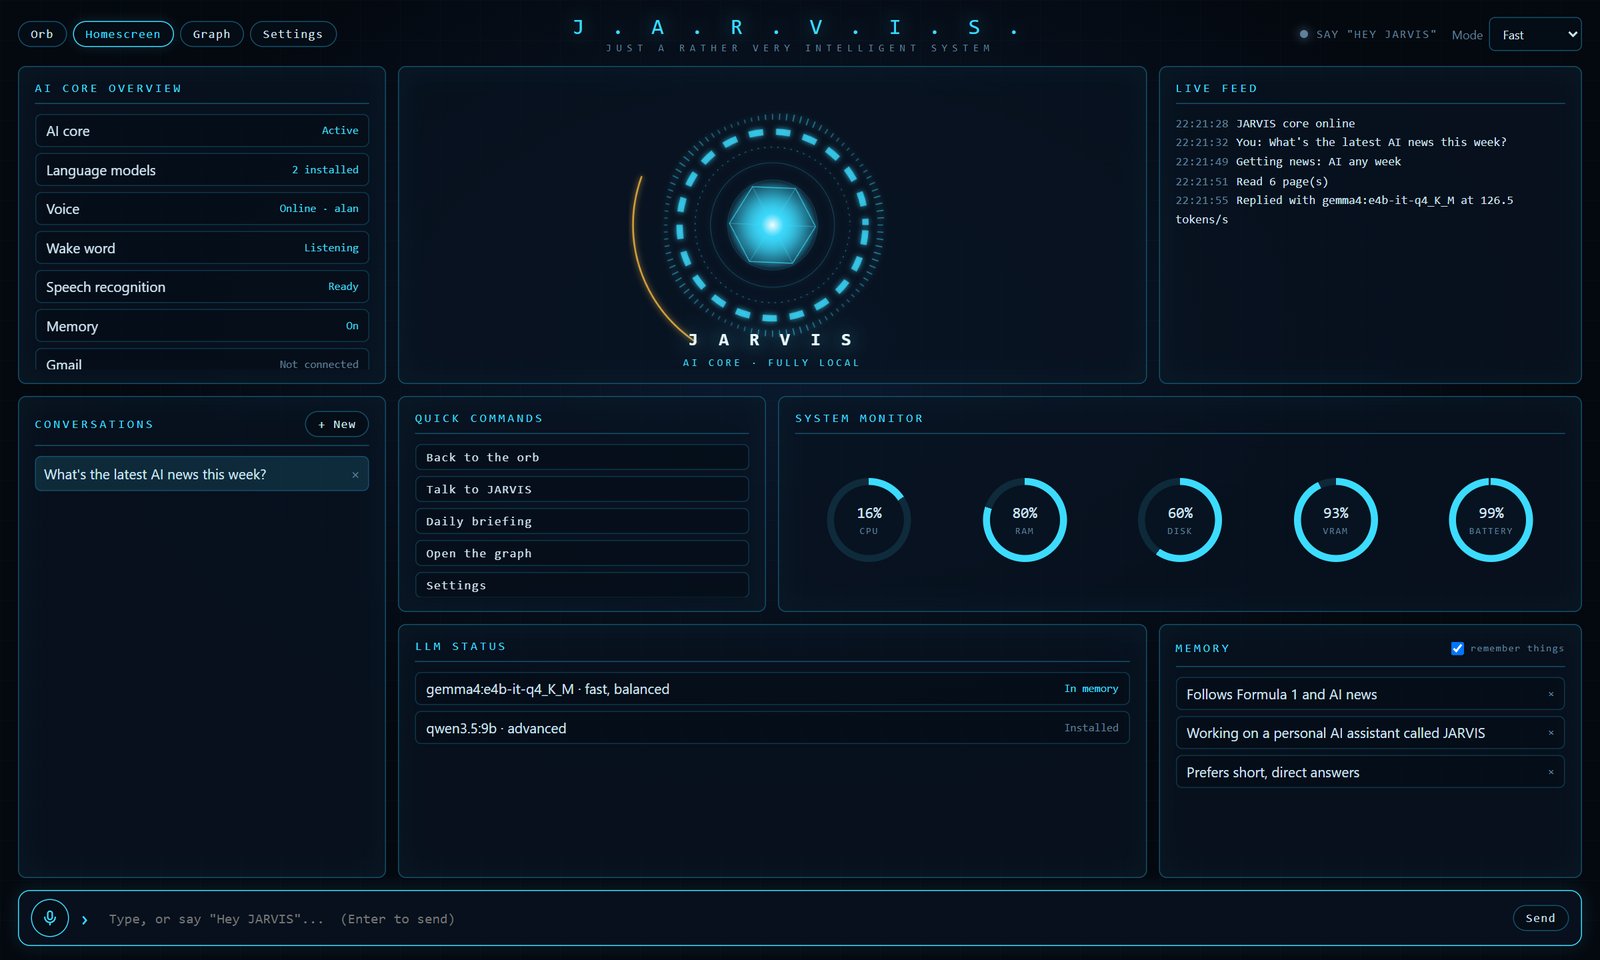 Orb
Homescreen
Graph
Settings
J . A . R . V . I . S .
JUST A RATHER VERY INTELLIGENT SYSTEM
SAY "HEY JARVIS"
Mode
Fast
AI CORE OVERVIEW
AI core Active
Language models 2 installed
Voice Online · alan
Wake word Listening
Speech recognition Ready
Memory On
Gmail Not connected
J A R V I S
AI CORE · FULLY LOCAL
LIVE FEED
22:21:28 JARVIS core online
22:21:32 You: What's the latest AI news this week?
22:21:49 Getting news: AI any week
22:21:51 Read 6 page(s)
22:21:55 Replied with gemma4:e4b-it-q4_K_M at 126.5
tokens/s
CONVERSATIONS
+ New
What's the latest AI news this week? ×
QUICK COMMANDS
Back to the orb
Talk to JARVIS
Daily briefing
Open the graph
Settings
SYSTEM MONITOR
16%
CPU
80%
RAM
60%
DISK
93%
VRAM
99%
BATTERY
LLM STATUS
gemma4:e4b-it-q4_K_M · fast, balanced In memory
qwen3.5:9b · advanced Installed
MEMORY
remember things
Follows Formula 1 and AI news ×
Working on a personal AI assistant called JARVIS ×
Prefers short, direct answers ×
› Type, or say "Hey JARVIS"... (Enter to send)
Send